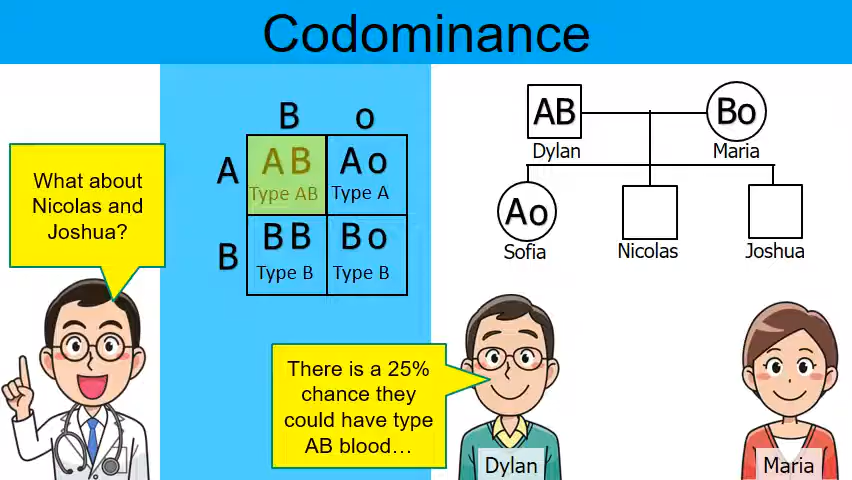 Codominance
What about
Nicolas and
Joshua?
B o
A
A B
Type AB
A o
Type A
B
B B
Type B
B o
Type B
AB
Dylan
Bo
Maria
Ao
Sofia
Nicolas
Joshua
There is a 25%
chance they
could have type
AB blood…
Dylan
Maria